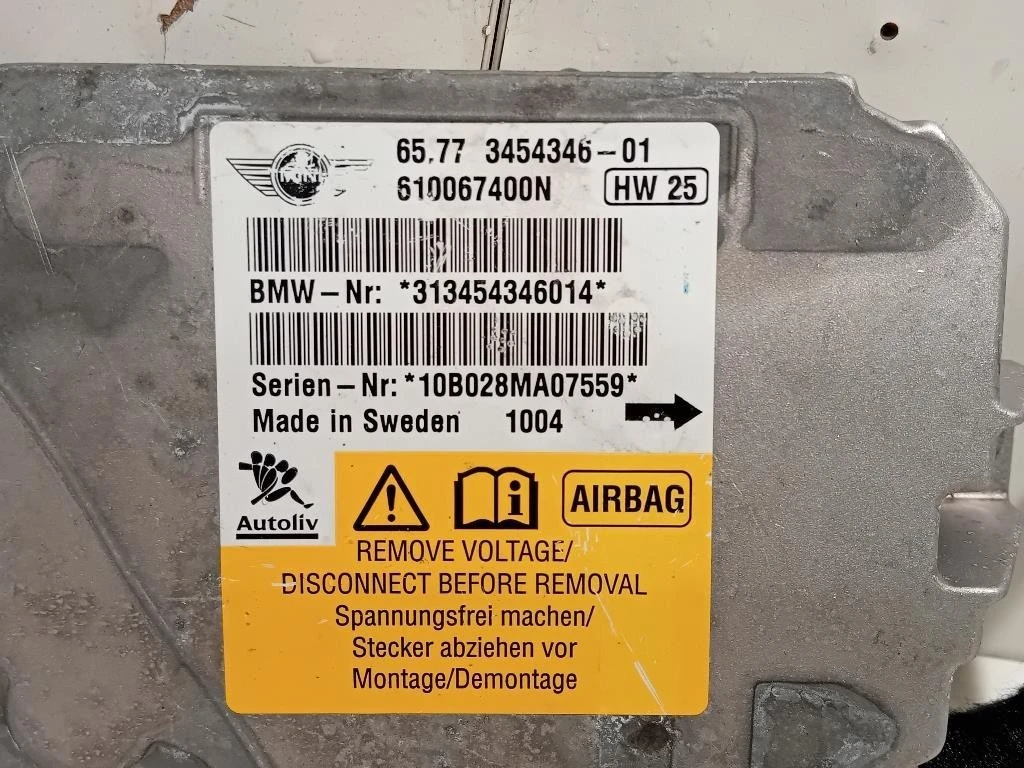 65.77 3454346-01
MINI 610067400N HW 25
BMW-Nr: *313454346014*
Serien-Nr: *10B028MA07559*
Made in Sweden 1004
Autoliv
AIRBAG
REMOVE VOLTAGE/
DISCONNECT BEFORE REMOVAL
Spannungsfrei machen/
Stecker abziehen vor
Montage/Demontage